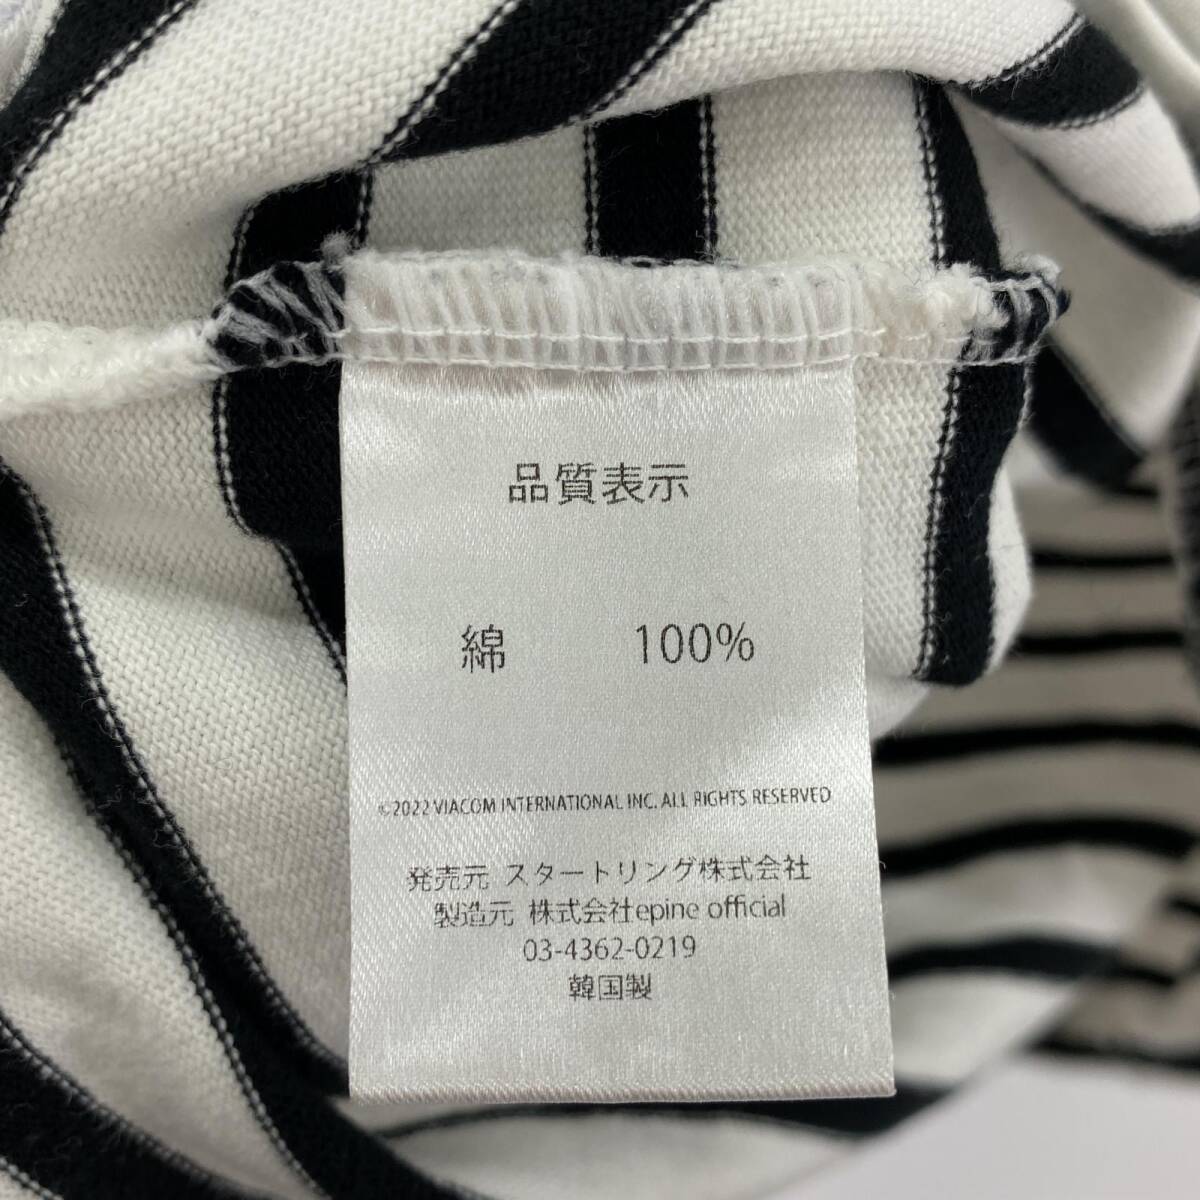 品質表示
綿 100%
©2022 VIACOM INTERNATIONAL INC. ALL RIGHTS RESERVED
発売元 スタートリング株式会社
製造元 株式会社epine official
03-4362-0219
韓国製